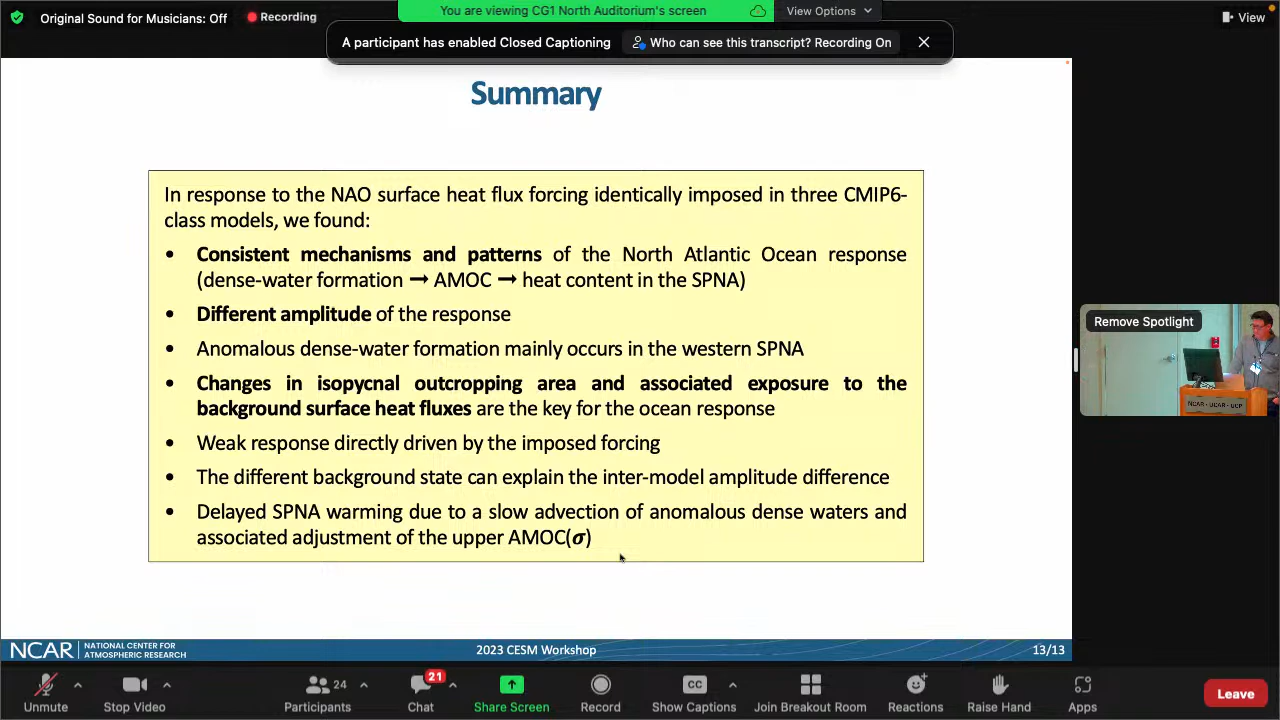 Original Sound for Musicians: Off
Recording
You are viewing CG1 North Auditorium's screen
View Options
View
A participant has enabled Closed Captioning
Who can see this transcript? Recording On
Summary
In response to the NAO surface heat flux forcing identically imposed in three CMIP6-
class models, we found:
• Consistent mechanisms and patterns of the North Atlantic Ocean response
(dense-water formation → AMOC → heat content in the SPNA)
• Different amplitude of the response
• Anomalous dense-water formation mainly occurs in the western SPNA
• Changes in isopycnal outcropping area and associated exposure to the
background surface heat fluxes are the key for the ocean response
• Weak response directly driven by the imposed forcing
• The different background state can explain the inter-model amplitude difference
• Delayed SPNA warming due to a slow advection of anomalous dense waters and
associated adjustment of the upper AMOC(σ)
Remove Spotlight
NCAR - UCAR - UCP
NCAR
NATIONAL CENTER FOR
ATMOSPHERIC RESEARCH
2023 CESM Workshop
13/13
Unmute
Stop Video
24
Participants
21
Chat
Share Screen
Record
CC
Show Captions
Join Breakout Room
Reactions
Raise Hand
Apps
Leave